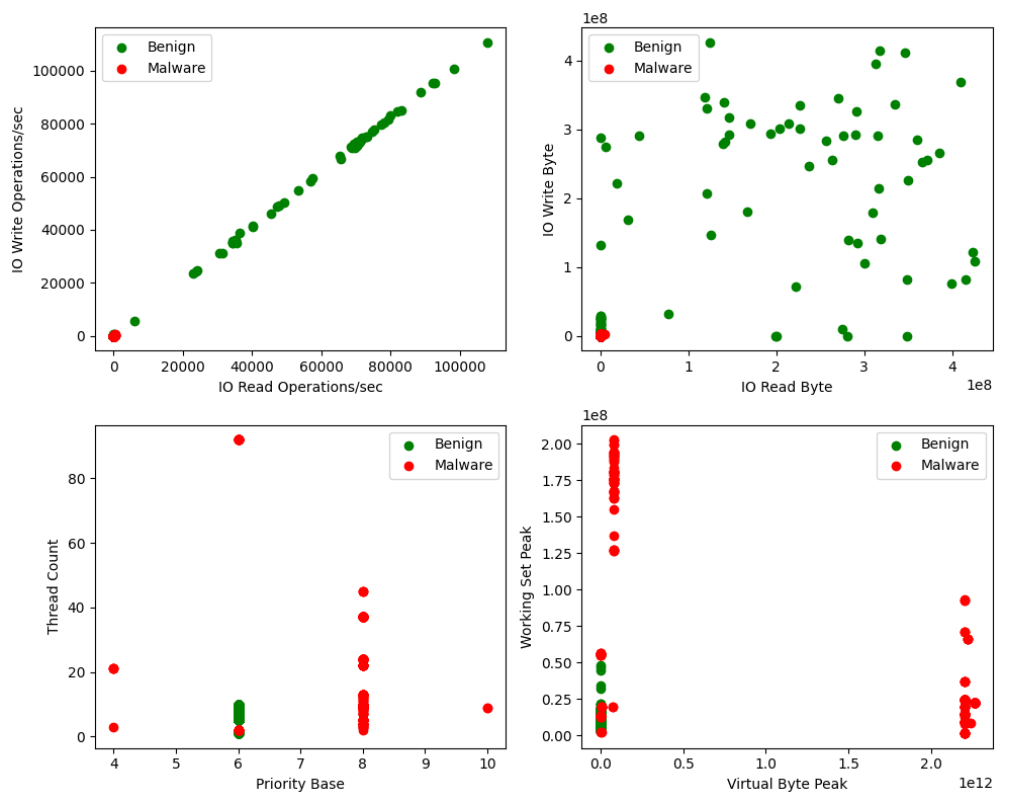 Benign
Malware
100000
80000
60000
40000
20000
0
IO Write Operations/sec
0 20000 40000 60000 80000 100000
IO Read Operations/sec
1e8
Benign
Malware
4
3
2
1
0
IO Write Byte
0 1 2 3 4
1e8
IO Read Byte
Benign
Malware
80
60
40
20
0
Thread Count
4 5 6 7 8 9 10
Priority Base
1e8
Benign
Malware
2.00
1.75
1.50
1.25
1.00
0.75
0.50
0.25
0.00
Working Set Peak
0.0 0.5 1.0 1.5 2.0
1e12
Virtual Byte Peak